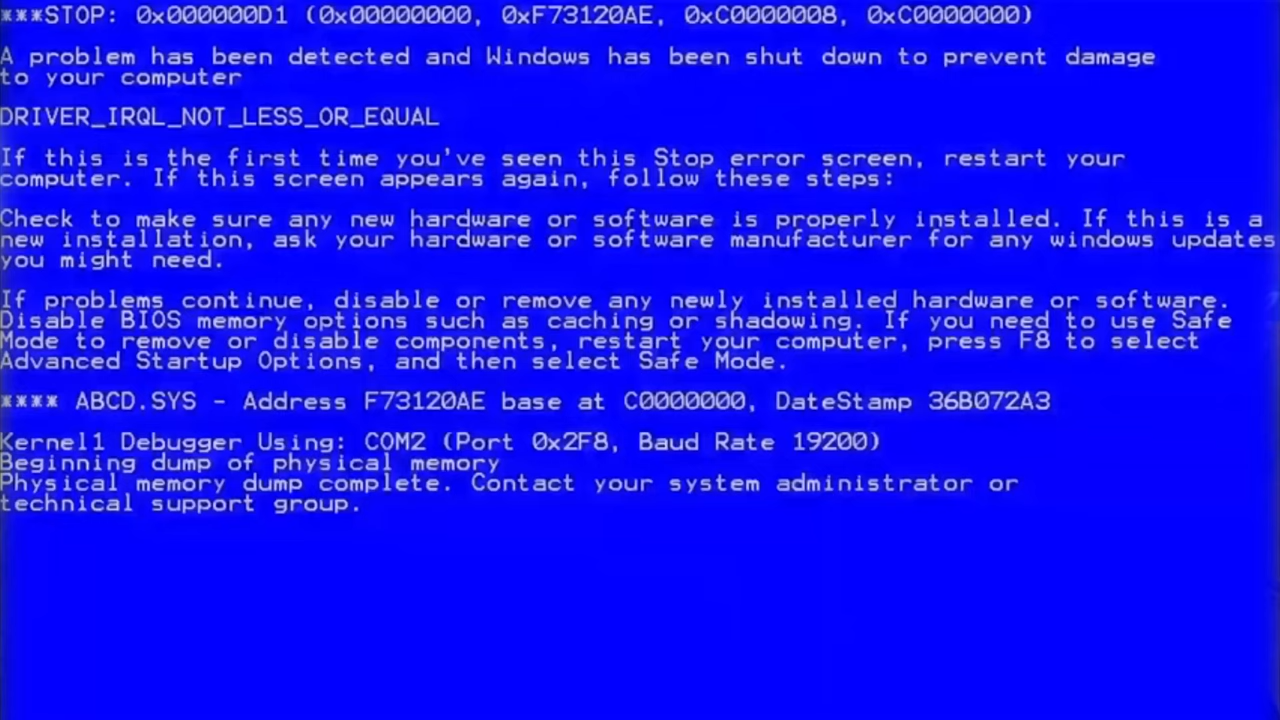 ***STOP: 0x000000D1 (0x00000000, 0xF73120AE, 0xC0000008, 0xC0000000)
A problem has been detected and Windows has been shut down to prevent damage
to your computer
DRIVER_IRQL_NOT_LESS_OR_EQUAL
If this is the first time you've seen this Stop error screen, restart your
computer. If this screen appears again, follow these steps:
Check to make sure any new hardware or software is properly installed. If this is a
new installation, ask your hardware or software manufacturer for any windows updates
you might need.
If problems continue, disable or remove any newly installed hardware or software.
Disable BIOS memory options such as caching or shadowing. If you need to use Safe
Mode to remove or disable components, restart your computer, press F8 to select
Advanced Startup Options, and then select Safe Mode.
**** ABCD.SYS - Address F73120AE base at C0000000, DateStamp 36B072A3
Kernel1 Debugger Using: COM2 (Port 0x2F8, Baud Rate 19200)
Beginning dump of physical memory
Physical memory dump complete. Contact your system administrator or
technical support group.